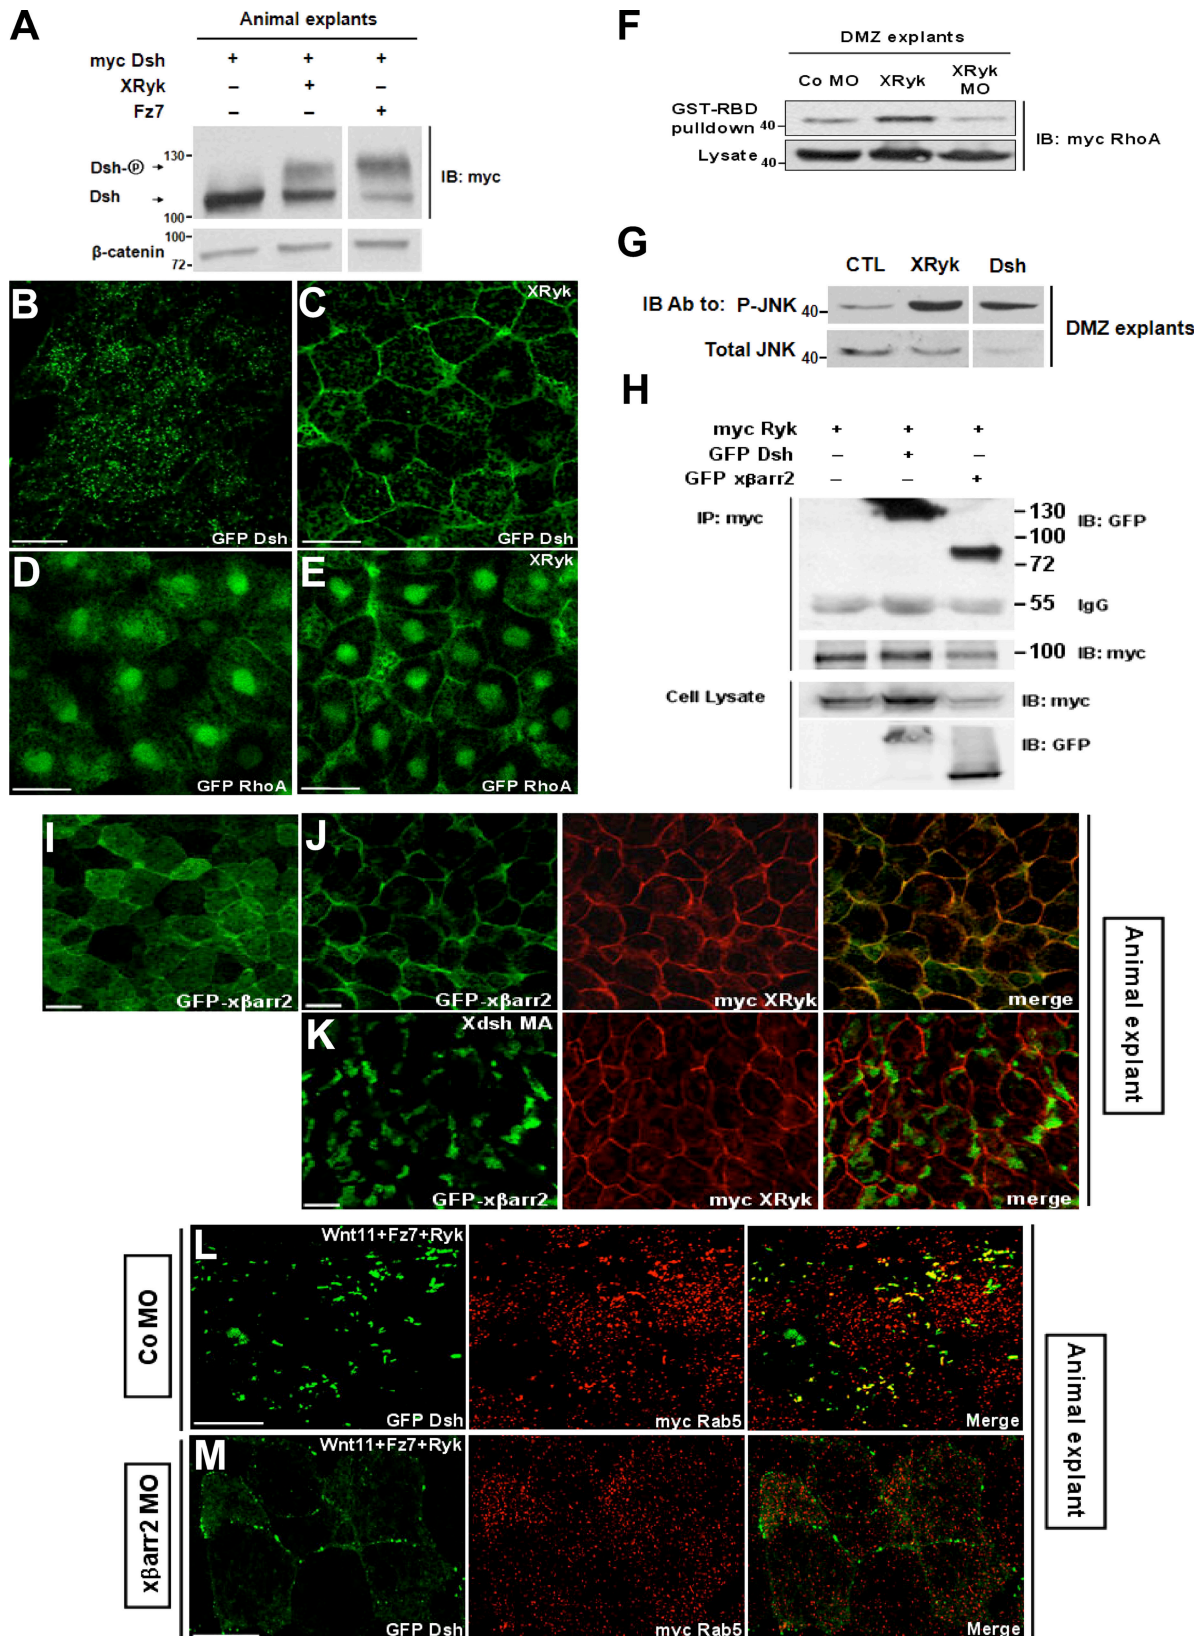 A
Animal explants
myc Dsh + + +
XRyk – + –
Fz7 – – +
130
Dsh-ⓟ
Dsh
100
IB: myc
100
β-catenin
72
B
GFP Dsh
C
XRyk
GFP Dsh
D
GFP RhoA
E
XRyk
GFP RhoA
F
DMZ explants
Co MO XRyk XRyk MO
GST-RBD
pulldown
40
Lysate
40
IB: myc RhoA
G
CTL XRyk Dsh
IB Ab to: P-JNK 40
Total JNK 40
DMZ explants
H
myc Ryk + + +
GFP Dsh – + –
GFP xβarr2 – – +
IP: myc
130 IB: GFP
100
72
55 IgG
100 IB: myc
Cell Lysate
IB: myc
IB: GFP
I
GFP-xβarr2
J
GFP-xβarr2
myc XRyk
merge
K
Xdsh MA
GFP-xβarr2
myc XRyk
merge
Animal explant
Co MO
L
Wnt11+Fz7+Ryk
GFP Dsh
myc Rab5
Merge
xβarr2 MO
M
Wnt11+Fz7+Ryk
GFP Dsh
myc Rab5
Merge
Animal explant